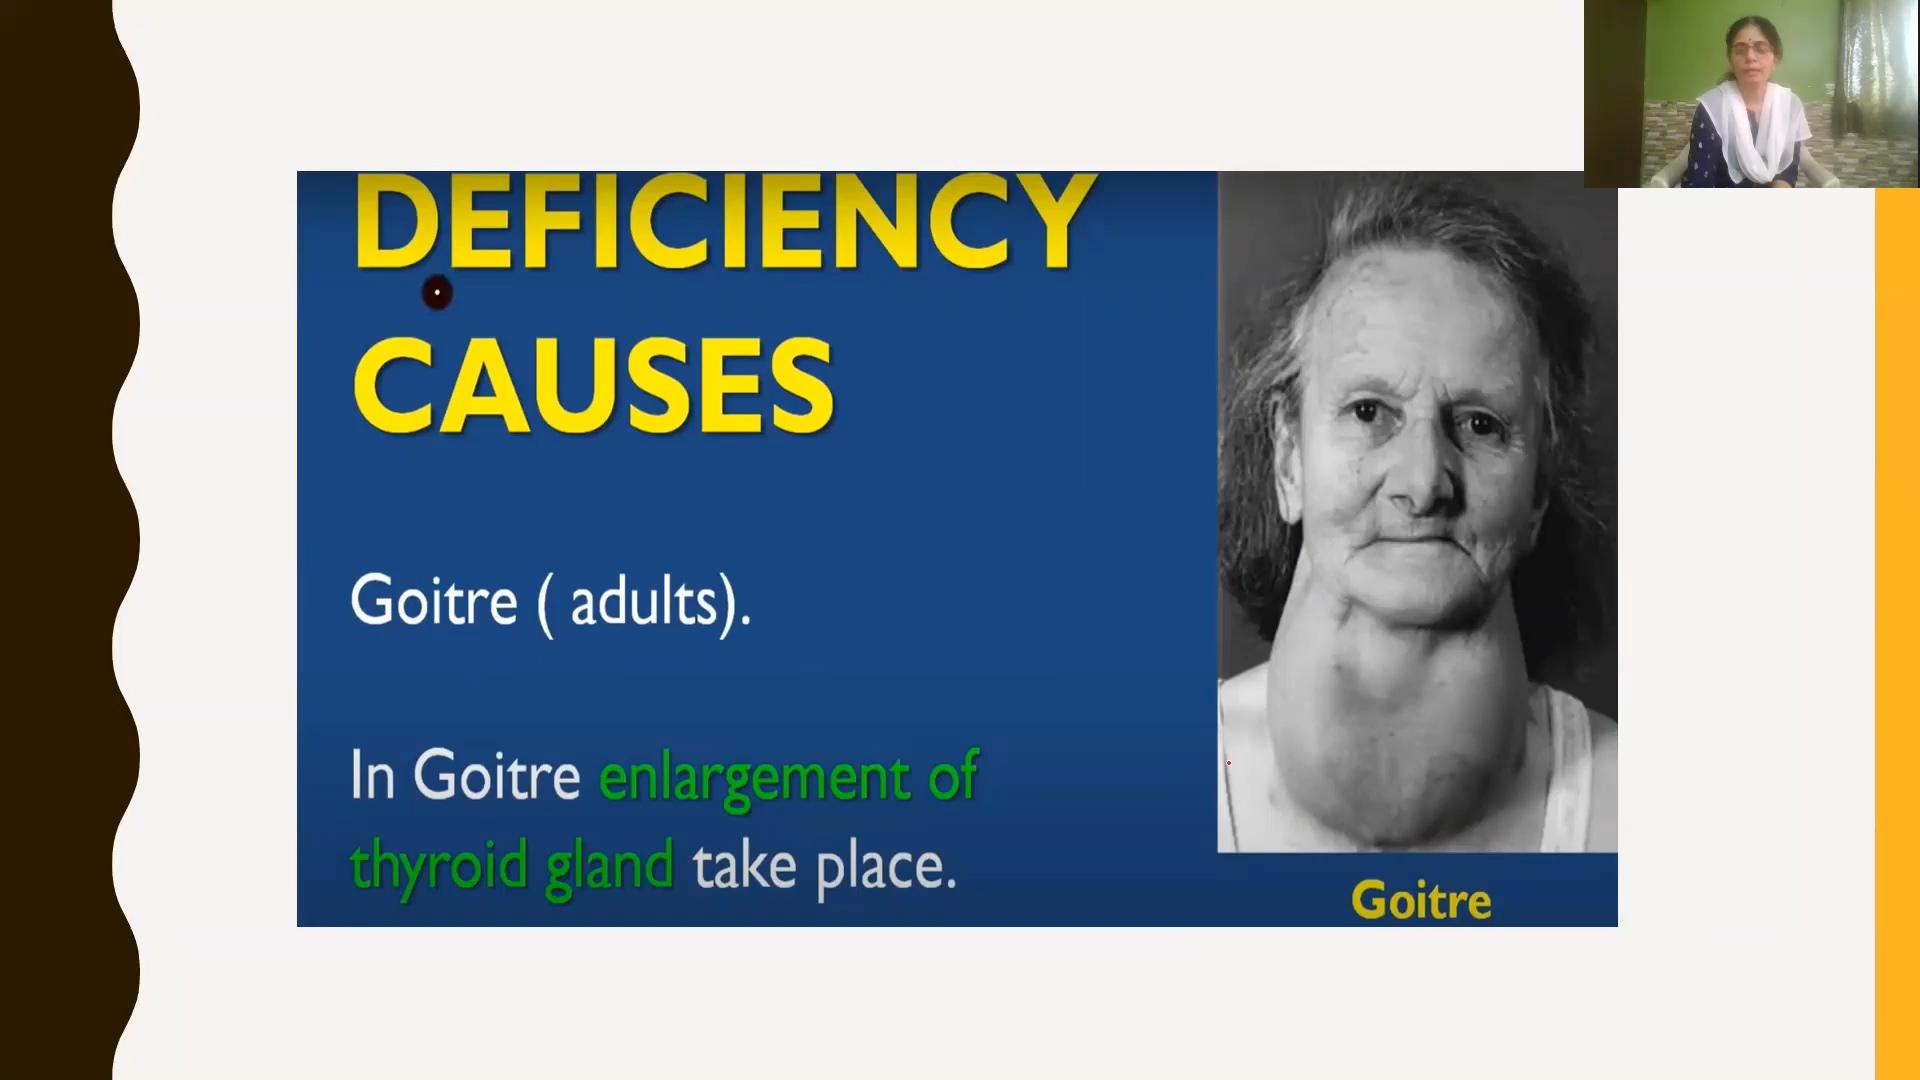 DEFICIENCY
CAUSES
Goitre ( adults).
In Goitre enlargement of
thyroid gland take place.
Goitre